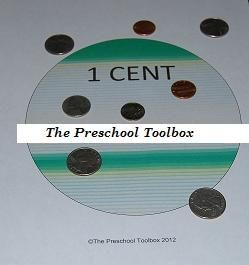 1 CENT
The Preschool Toolbox
©The Preschool Toolbox 2012